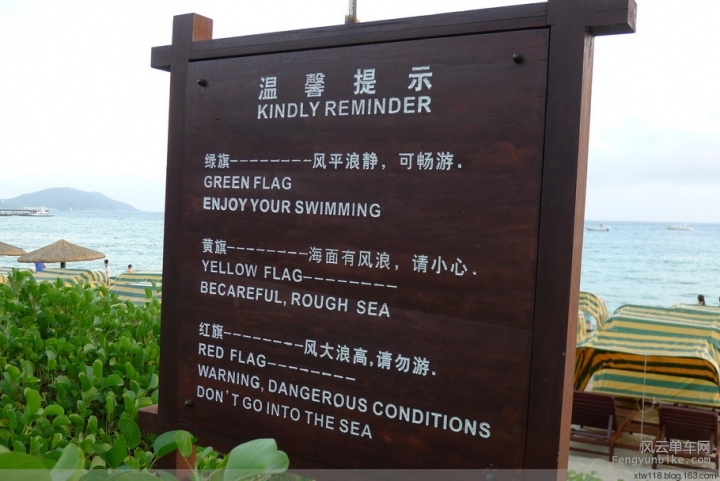 温馨提示
KINDLY REMINDER
绿旗--------风平浪静，可畅游.
GREEN FLAG
ENJOY YOUR SWIMMING
黄旗--------海面有风浪，请小心.
YELLOW FLAG--------
BECAREFUL, ROUGH SEA
红旗--------风大浪高,请勿游.
RED FLAG--------
WARNING, DANGEROUS CONDITIONS
DON'T GO INTO THE SEA
风云单车网
Fengyunbike.com
xtw118.blog.163.com